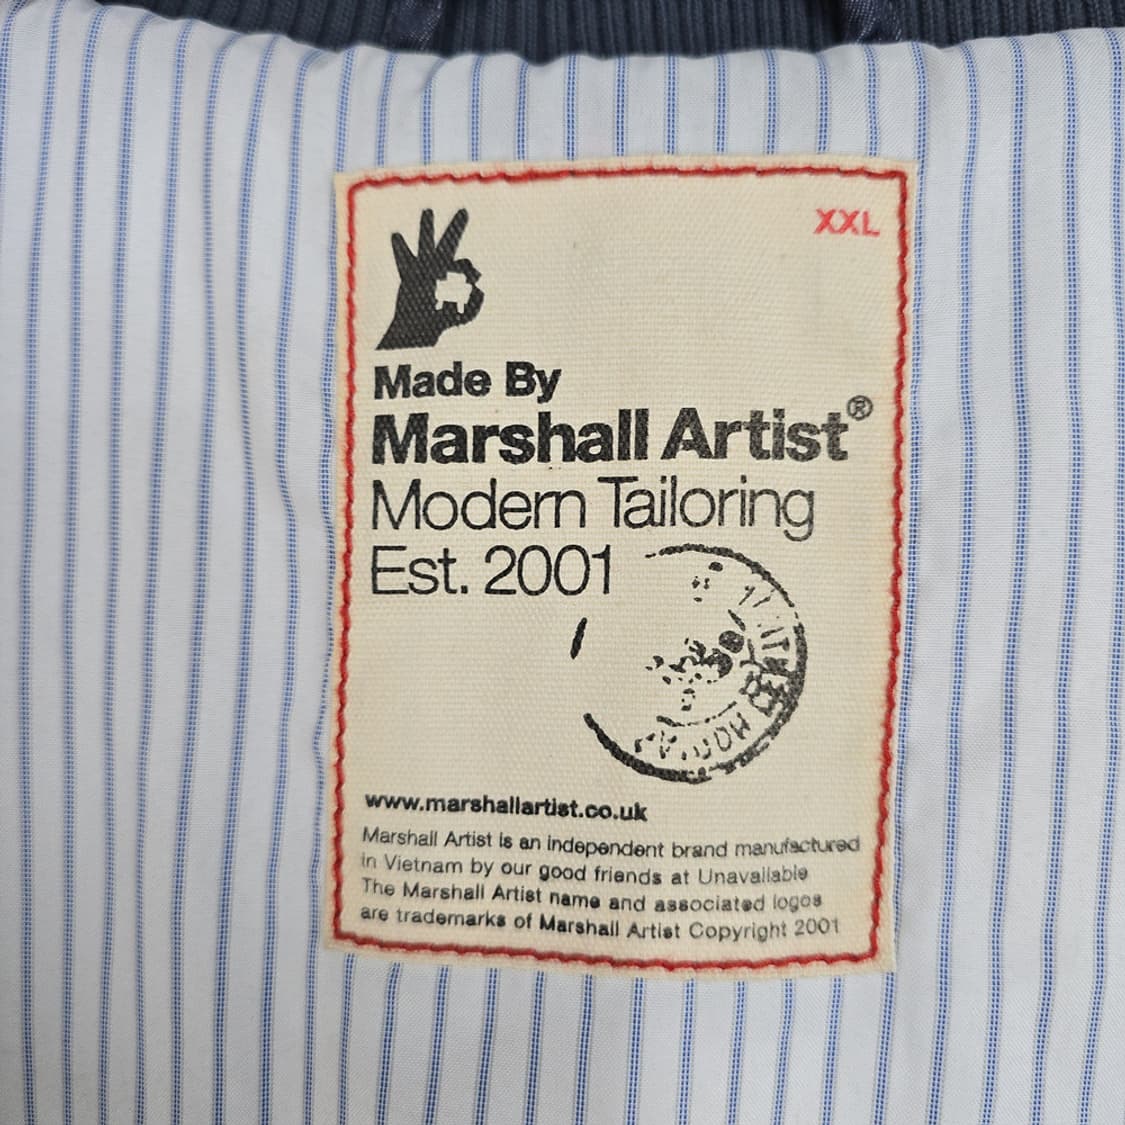 XXL
Made By
Marshall Artist®
Modern Tailoring
Est. 2001
www.marshallartist.co.uk
Marshall Artist is an independent brand manufactured
in Vietnam by our good friends at Unavailable
The Marshall Artist name and associated logos
are trademarks of Marshall Artist Copyright 2001